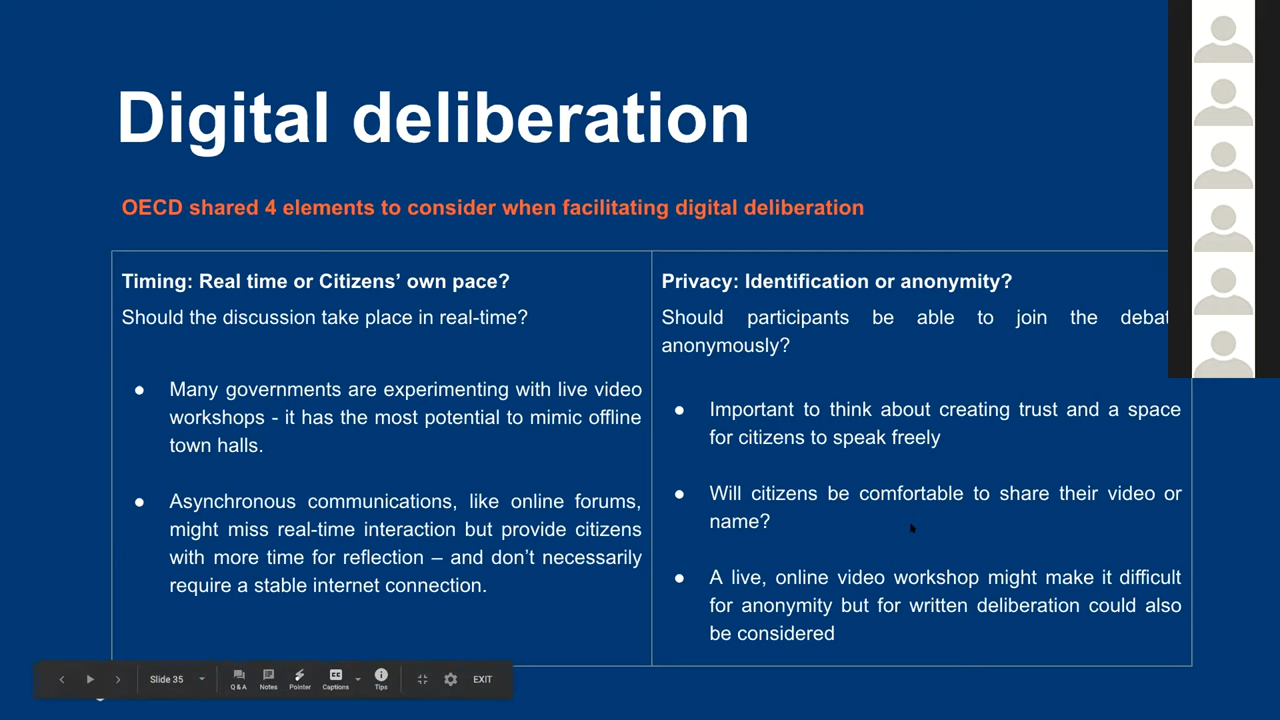 Digital deliberation
OECD shared 4 elements to consider when facilitating digital deliberation
Timing: Real time or Citizens’ own pace?
Should the discussion take place in real-time?
● Many governments are experimenting with live video
workshops - it has the most potential to mimic offline
town halls.
● Asynchronous communications, like online forums,
might miss real-time interaction but provide citizens
with more time for reflection – and don’t necessarily
require a stable internet connection.
Privacy: Identification or anonymity?
Should participants be able to join the debat
anonymously?
● Important to think about creating trust and a space
for citizens to speak freely
● Will citizens be comfortable to share their video or
name?
● A live, online video workshop might make it difficult
for anonymity but for written deliberation could also
be considered
Slide 35
Q & A
Notes
Pointer
CC
Captions
Tips
EXIT